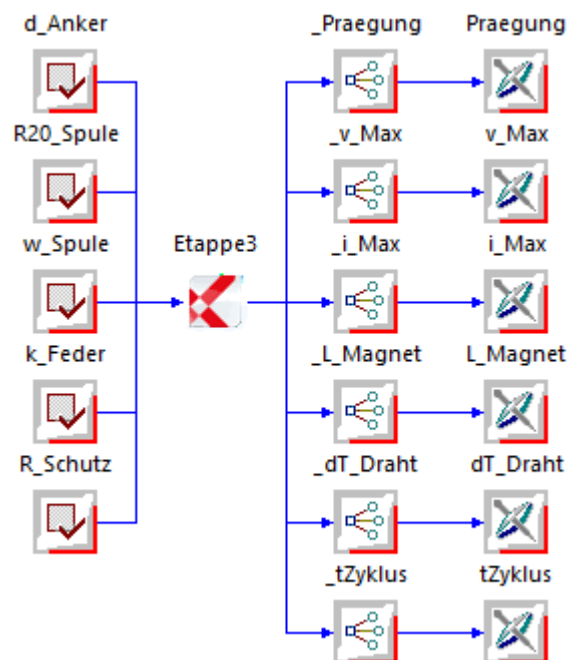 d_Anker _Praegung Praegung
R20_Spule _v_Max v_Max
w_Spule Etappe3 _i_Max i_Max
k_Feder _L_Magnet L_Magnet
R_Schutz _dT_Draht dT_Draht
_tZyklus tZyklus